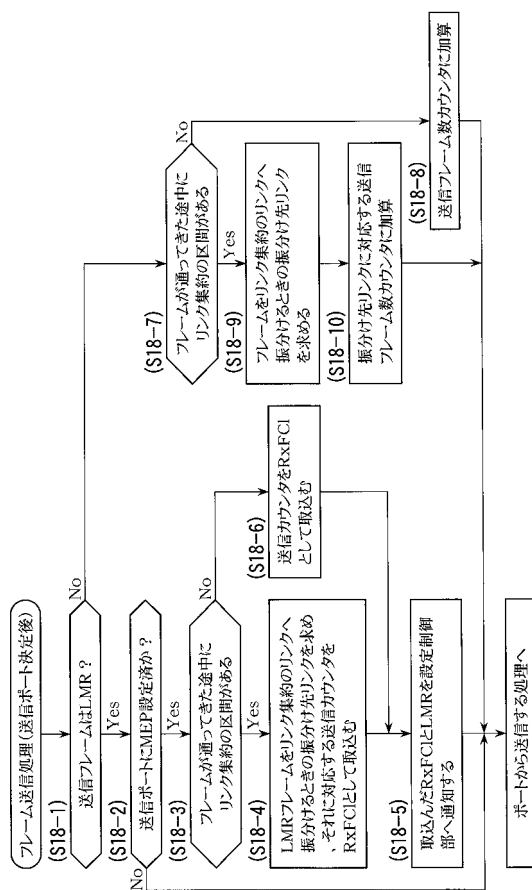 フレーム送信処理(送信ポート決定後)
(S18-1)
送信フレームはLMR？
No
Yes
(S18-2)
送信ポートにMEP設定済か？
No
Yes
(S18-3)
フレームが通ってきた途中に
リンク集約の区間がある
No
Yes
(S18-4)
LMRフレームをリンク集約のリンクへ
振分けるときの振分け先リンクを求め
、それに対応する送信カウンタを
RxFClとして取込む
(S18-6)
送信カウンタをRxFCl
として取込む
(S18-5)
取込んだRxFClとLMRを設定制御
部へ通知する
(S18-7)
フレームが通ってきた途中に
リンク集約の区間がある
No
Yes
(S18-9)
フレームをリンク集約のリンクへ
振分けるときの振分け先リンク
を求める
(S18-10)
振分け先リンクに対応する送信
フレーム数カウンタに加算
(S18-8)
送信フレーム数カウンタに加算
ポートから送信する処理へ